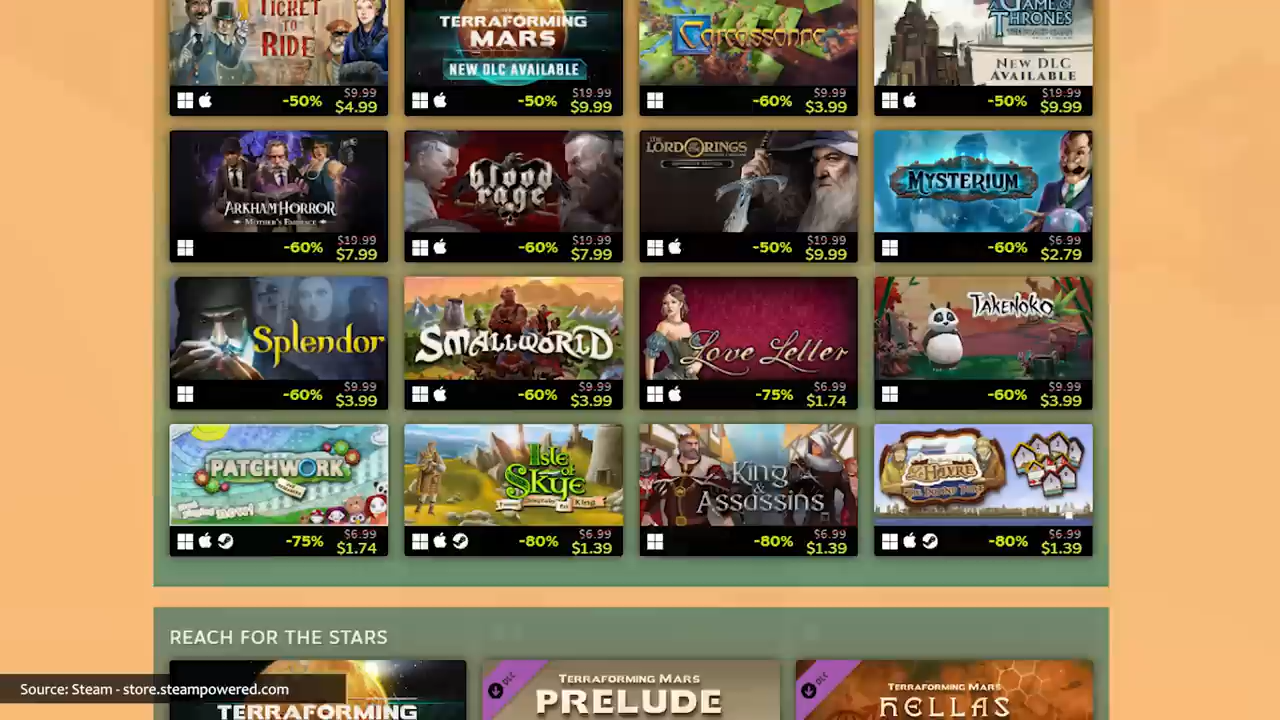 TICKET
TO
RIDE
-50%
$9.99
$4.99
TERRAFORMING
MARS
NEW DLC AVAILABLE
-50%
$19.99
$9.99
Carcassonne
-60%
$9.99
$3.99
A GAME OF
THRONES
NEW DLC
AVAILABLE
-50%
$19.99
$9.99
ARKHAM HORROR
MOTHER'S EMBRACE
-60%
$19.99
$7.99
blood
rage
-60%
$19.99
$7.99
THE
LORD OF THE RINGS
-50%
$19.99
$9.99
MYSTERIUM
-60%
$6.99
$2.79
Splendor
-60%
$9.99
$3.99
SMALLWORLD
-60%
$9.99
$3.99
Love Letter
-75%
$6.99
$1.74
TAKENOKO
-60%
$9.99
$3.99
PATCHWORK
now!
-75%
$6.99
$1.74
Isle
of
Skye
King
-80%
$6.99
$1.39
King
&
Assassins
-80%
$6.99
$1.39
LE HAVRE
THE INLAND PORT
-80%
$6.99
$1.39
REACH FOR THE STARS
TERRAFORMING
DLC
TERRAFORMING MARS
PRELUDE
DLC
TERRAFORMING MARS
HELLAS
Source: Steam - store.steampowered.com